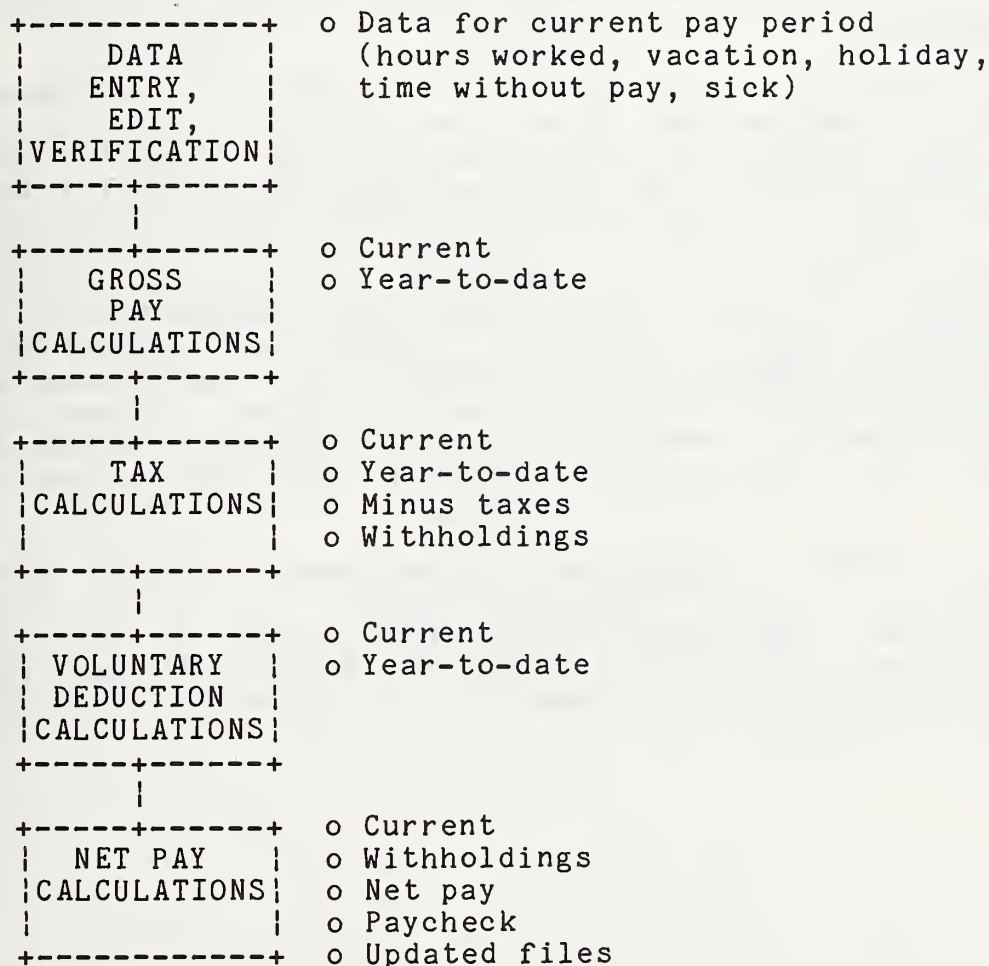 +-------------+ o Data for current pay period
| DATA | (hours worked, vacation, holiday,
| ENTRY, | time without pay, sick)
| EDIT, |
|VERIFICATION|
+------+------+
|
+------+------+ o Current
| GROSS | o Year-to-date
| PAY |
|CALCULATIONS|
+------+------+
|
+------+------+ o Current
| TAX | o Year-to-date
|CALCULATIONS| o Minus taxes
| | o Withholdings
+------+------+
|
+------+------+ o Current
| VOLUNTARY | o Year-to-date
| DEDUCTION |
|CALCULATIONS|
+------+------+
|
+------+------+ o Current
| NET PAY | o Withholdings
|CALCULATIONS| o Net pay
| | o Paycheck
+-------------+ o Updated files